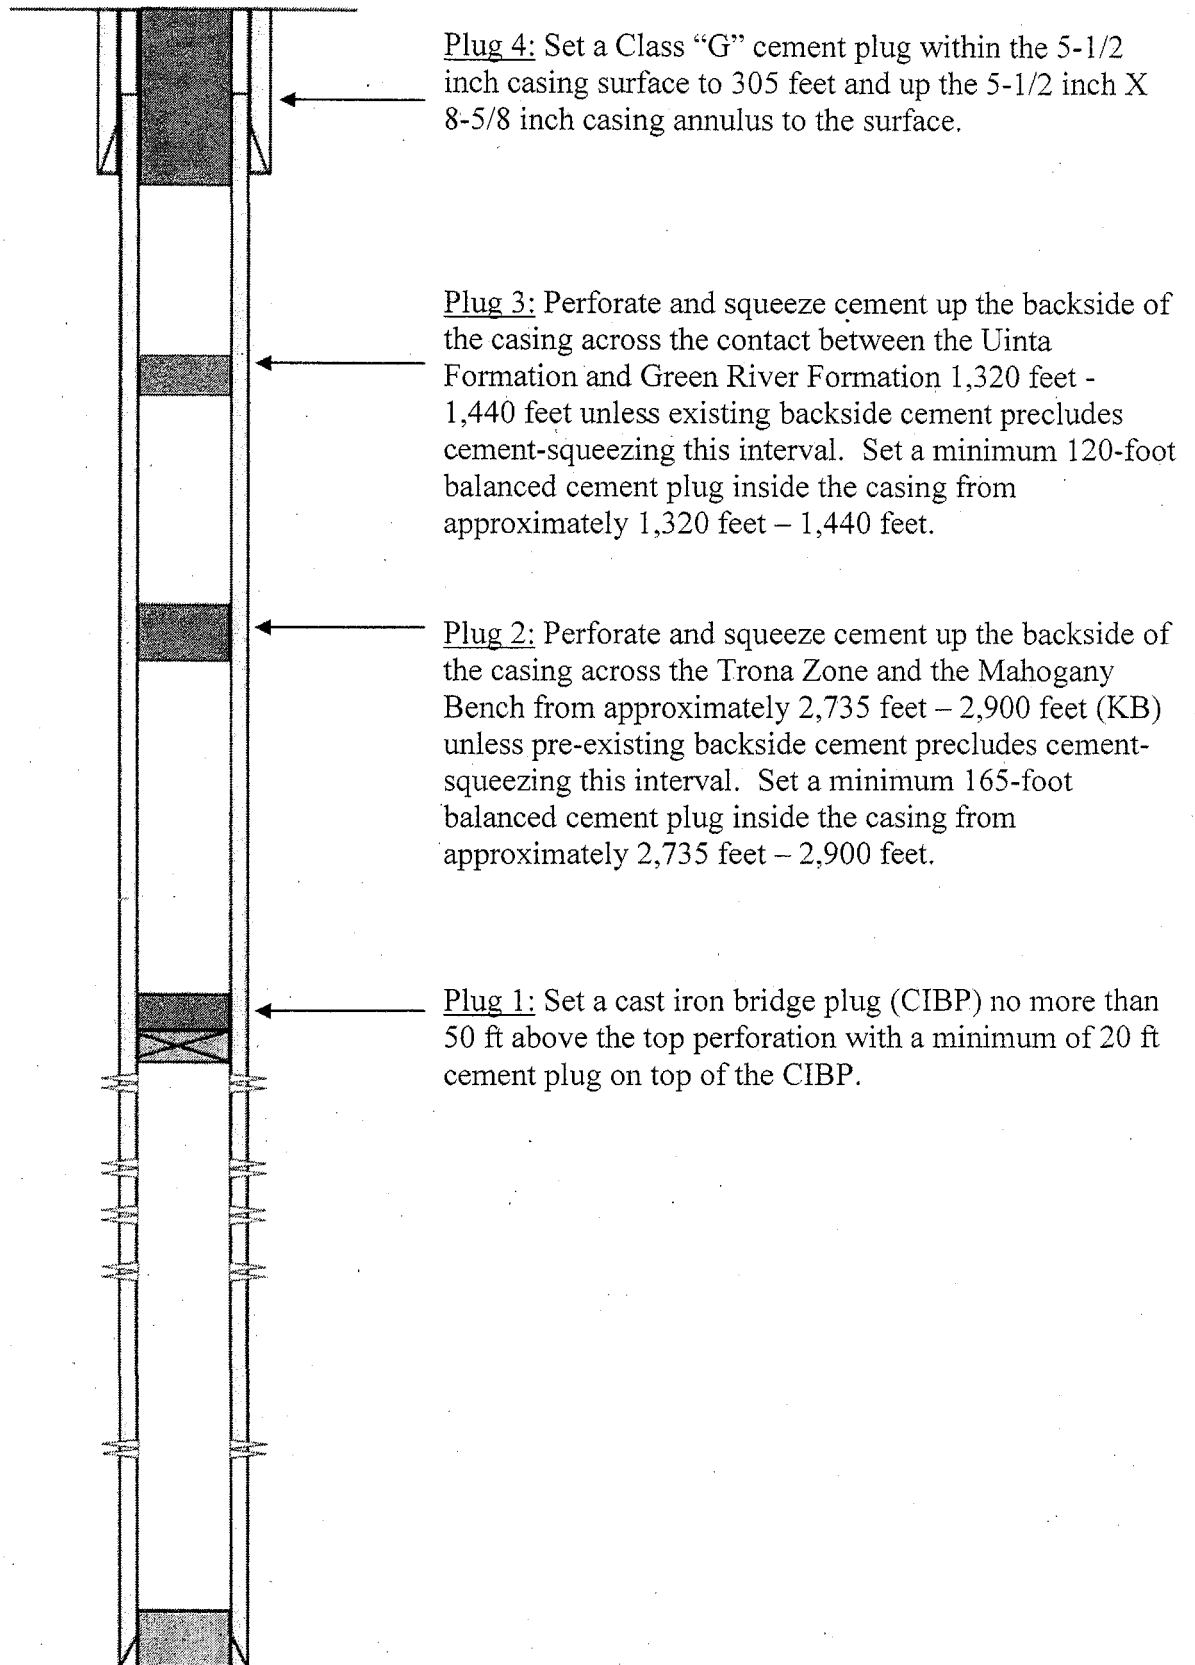 Plug 4: Set a Class “G” cement plug within the 5-1/2
inch casing surface to 305 feet and up the 5-1/2 inch X
8-5/8 inch casing annulus to the surface.
Plug 3: Perforate and squeeze cement up the backside of
the casing across the contact between the Uinta
Formation and Green River Formation 1,320 feet -
1,440 feet unless existing backside cement precludes
cement-squeezing this interval. Set a minimum 120-foot
balanced cement plug inside the casing from
approximately 1,320 feet – 1,440 feet.
Plug 2: Perforate and squeeze cement up the backside of
the casing across the Trona Zone and the Mahogany
Bench from approximately 2,735 feet – 2,900 feet (KB)
unless pre-existing backside cement precludes cement-
squeezing this interval. Set a minimum 165-foot
balanced cement plug inside the casing from
approximately 2,735 feet – 2,900 feet.
Plug 1: Set a cast iron bridge plug (CIBP) no more than
50 ft above the top perforation with a minimum of 20 ft
cement plug on top of the CIBP.